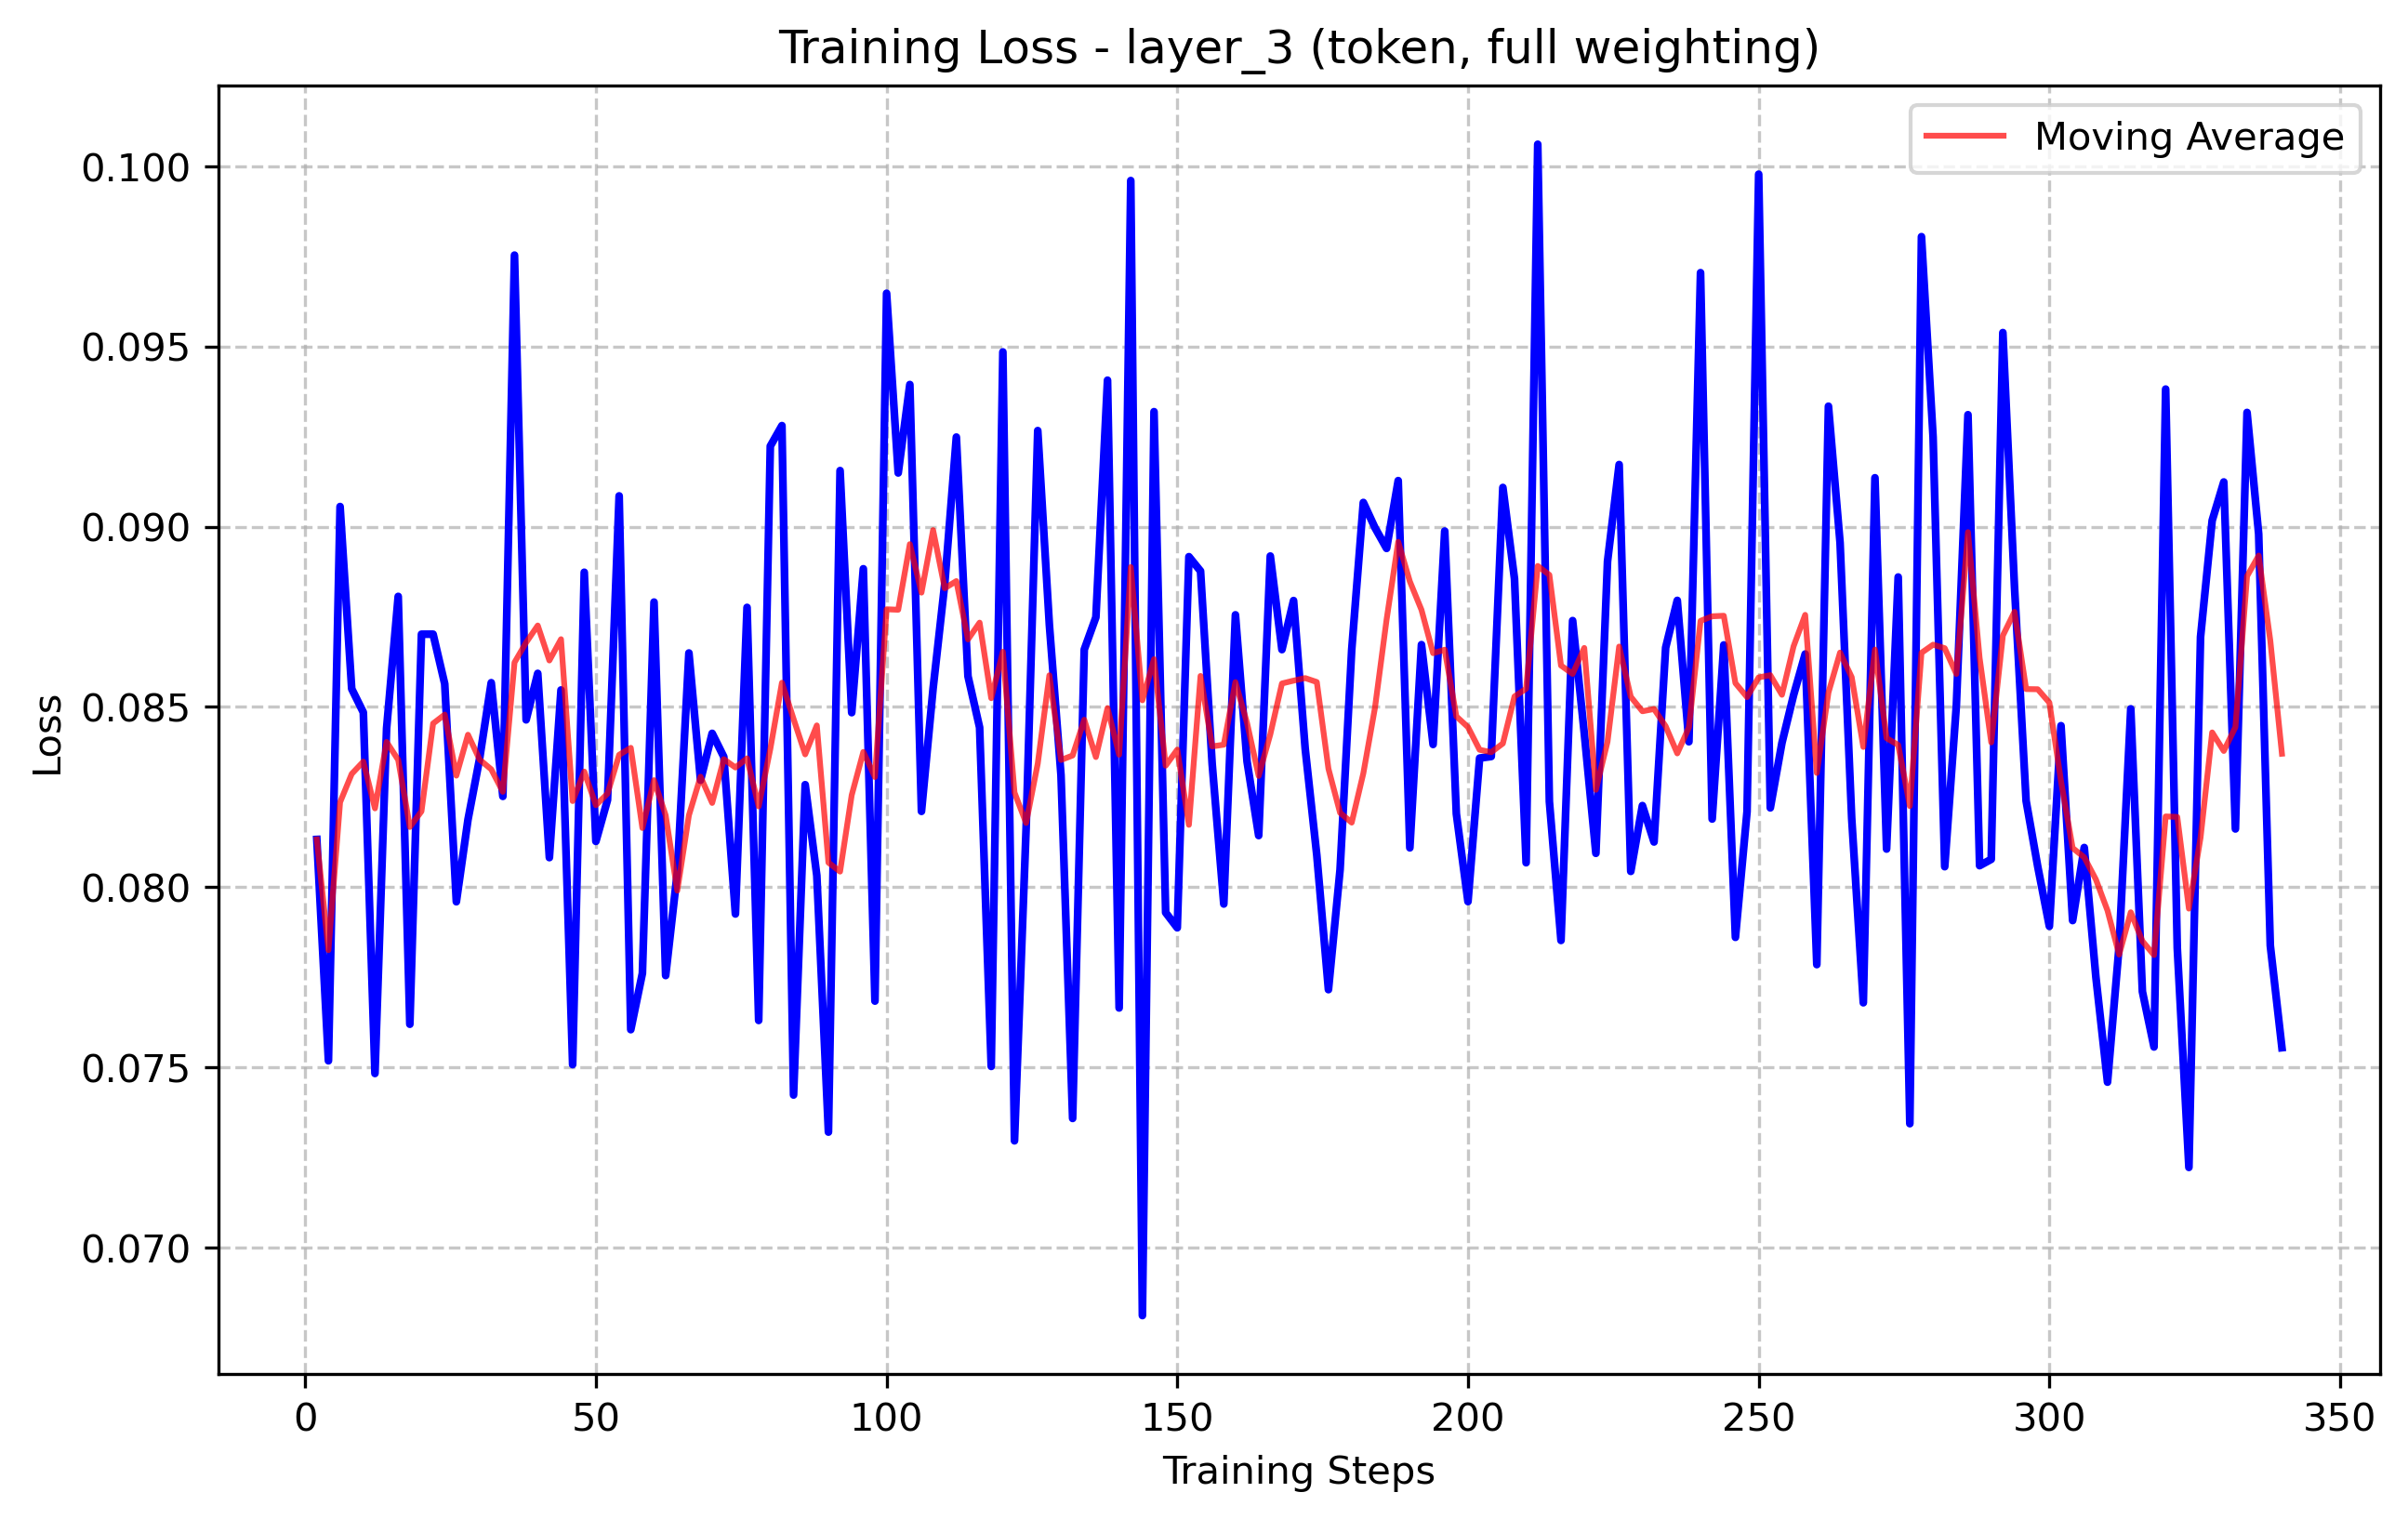 Training Loss - layer_3 (token, full weighting)
Moving Average
0.100
0.095
0.090
0.085
0.080
0.075
0.070
Loss
0 50 100 150 200 250 300 350
Training Steps